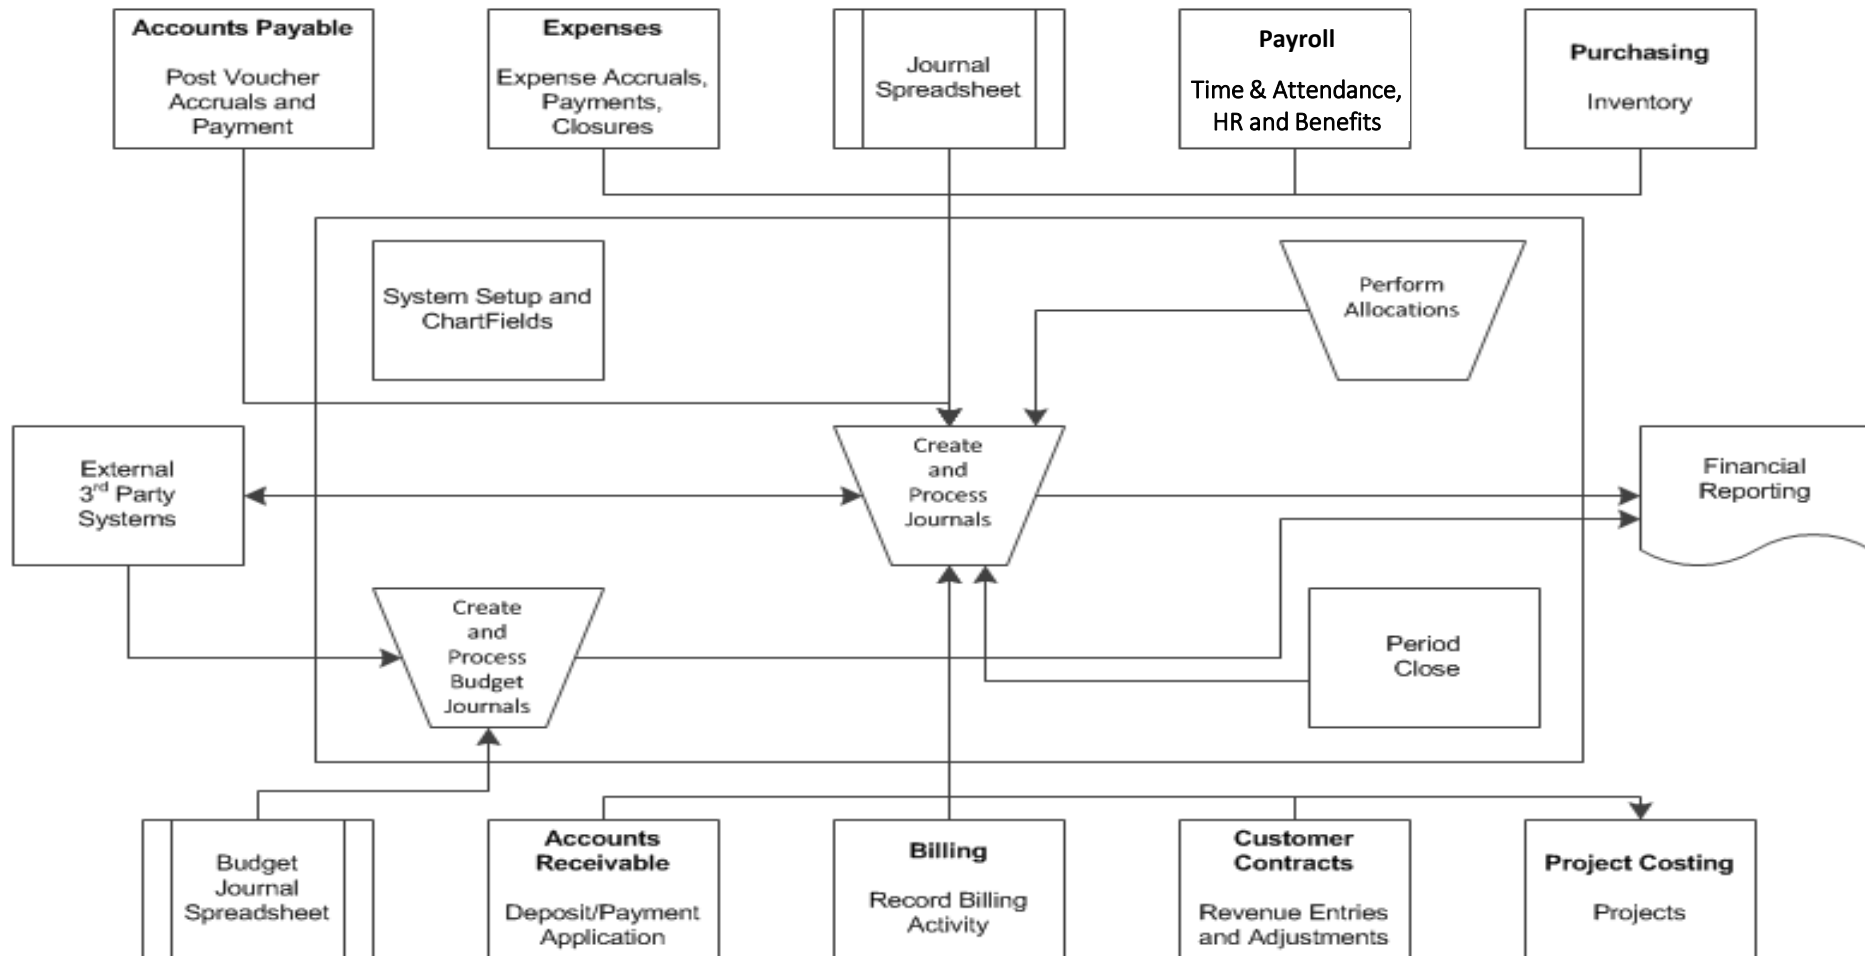 Accounts Payable
Post Voucher
Accruals and
Payment
Expenses
Expense Accruals,
Payments,
Closures
Journal
Spreadsheet
Payroll
Time & Attendance,
HR and Benefits
Purchasing
Inventory
System Setup and
ChartFields
Perform
Allocations
External
3rd Party
Systems
Create
and
Process
Journals
Financial
Reporting
Create
and
Process
Budget
Journals
Period
Close
Budget
Journal
Spreadsheet
Accounts
Receivable
Deposit/Payment
Application
Billing
Record Billing
Activity
Customer
Contracts
Revenue Entries
and Adjustments
Project Costing
Projects